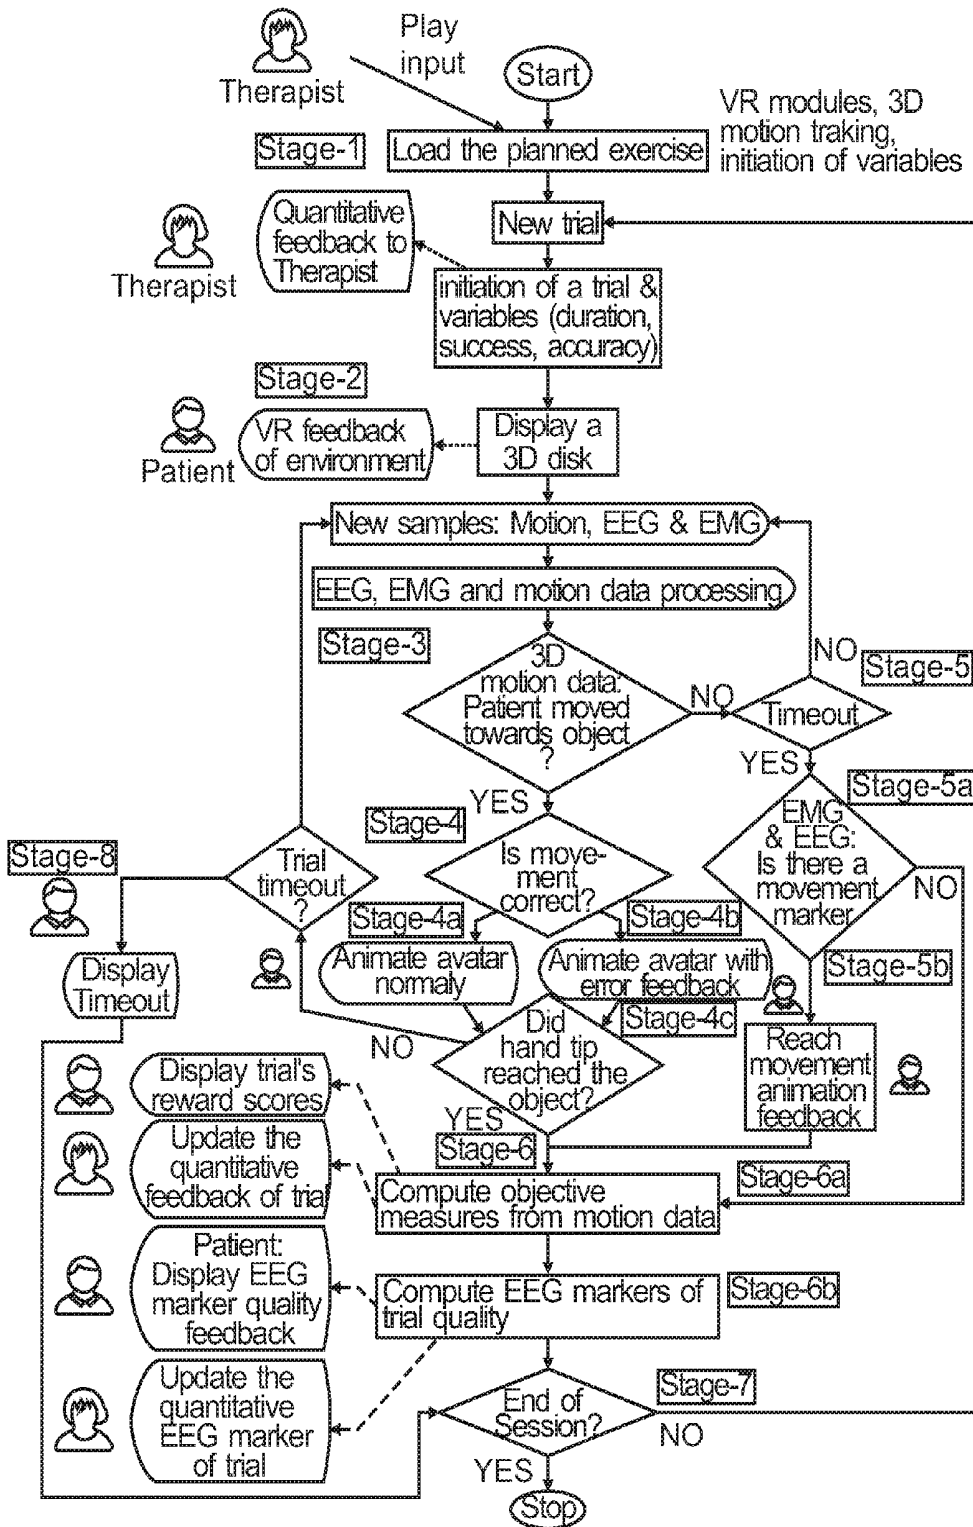 Play
input
Therapist
Start
VR modules, 3D
motion traking,
initiation of variables
Stage-1
Load the planned exercise
Quantitative
feedback to
Therapist
New trial
Therapist
initiation of a trial &
variables (duration,
success, accuracy)
Stage-2
VR feedback
of environment
Patient
Display a
3D disk
New samples: Motion, EEG & EMG
EEG, EMG and motion data processing
Stage-3
3D
motion data:
Patient moved
towards object
?
NO
NO
Stage-5
Timeout
YES
YES
Stage-5a
Stage-4
EMG
& EEG:
Is there a
movement
marker
NO
Stage-8
Trial
timeout
?
Is move-
ment
correct?
Stage-4a
Stage-4b
Display
Timeout
Animate avatar
normaly
Animate avatar with
error feedback
Stage-5b
Stage-4c
NO
Did
hand tip
reached the
object?
Reach
movement
animation
feedback
Display trial's
reward scores
YES
Stage-6
Update the
quantitative
feedback of trial
Compute objective
measures from motion data
Stage-6a
Patient:
Display EEG
marker quality
feedback
Compute EEG markers of
trial quality
Stage-6b
Update the
quantitative
EEG marker
of trial
End of
Session?
Stage-7
NO
YES
Stop